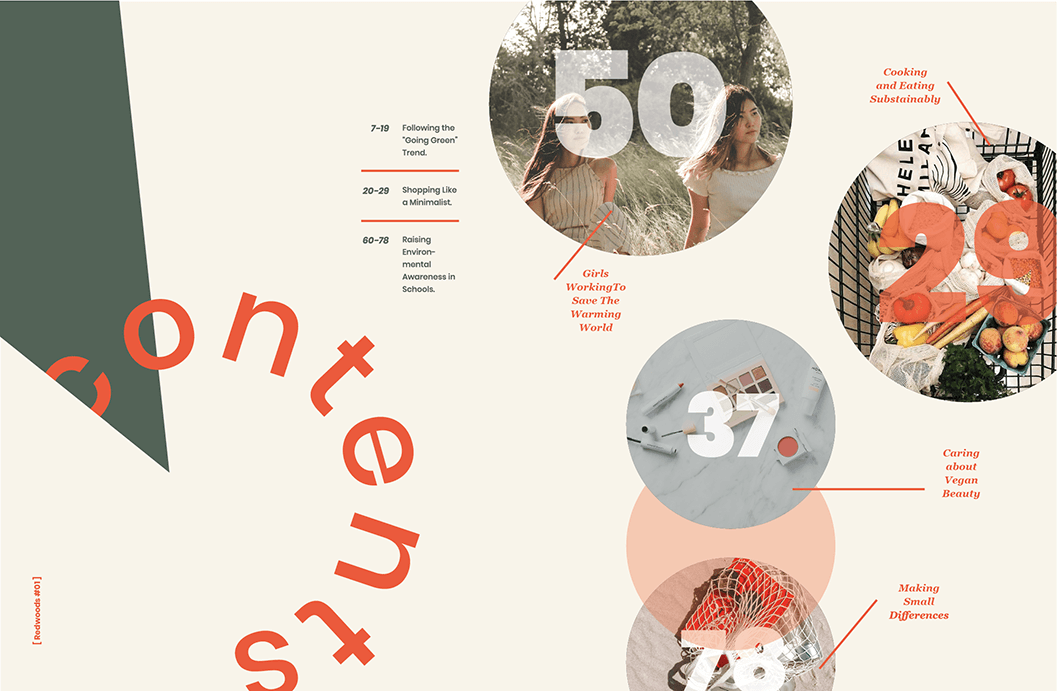 contents
[ Redwoods #01 ]
7-19
Following the
"Going Green"
Trend.
20-29
Shopping Like
a Minimalist.
60-78
Raising
Environ-
mental
Awareness in
Schools.
50
Girls
WorkingTo
Save The
Warming
World
Cooking
and Eating
Substainably
29
37
Caring
about
Vegan
Beauty
78
Making
Small
Differences